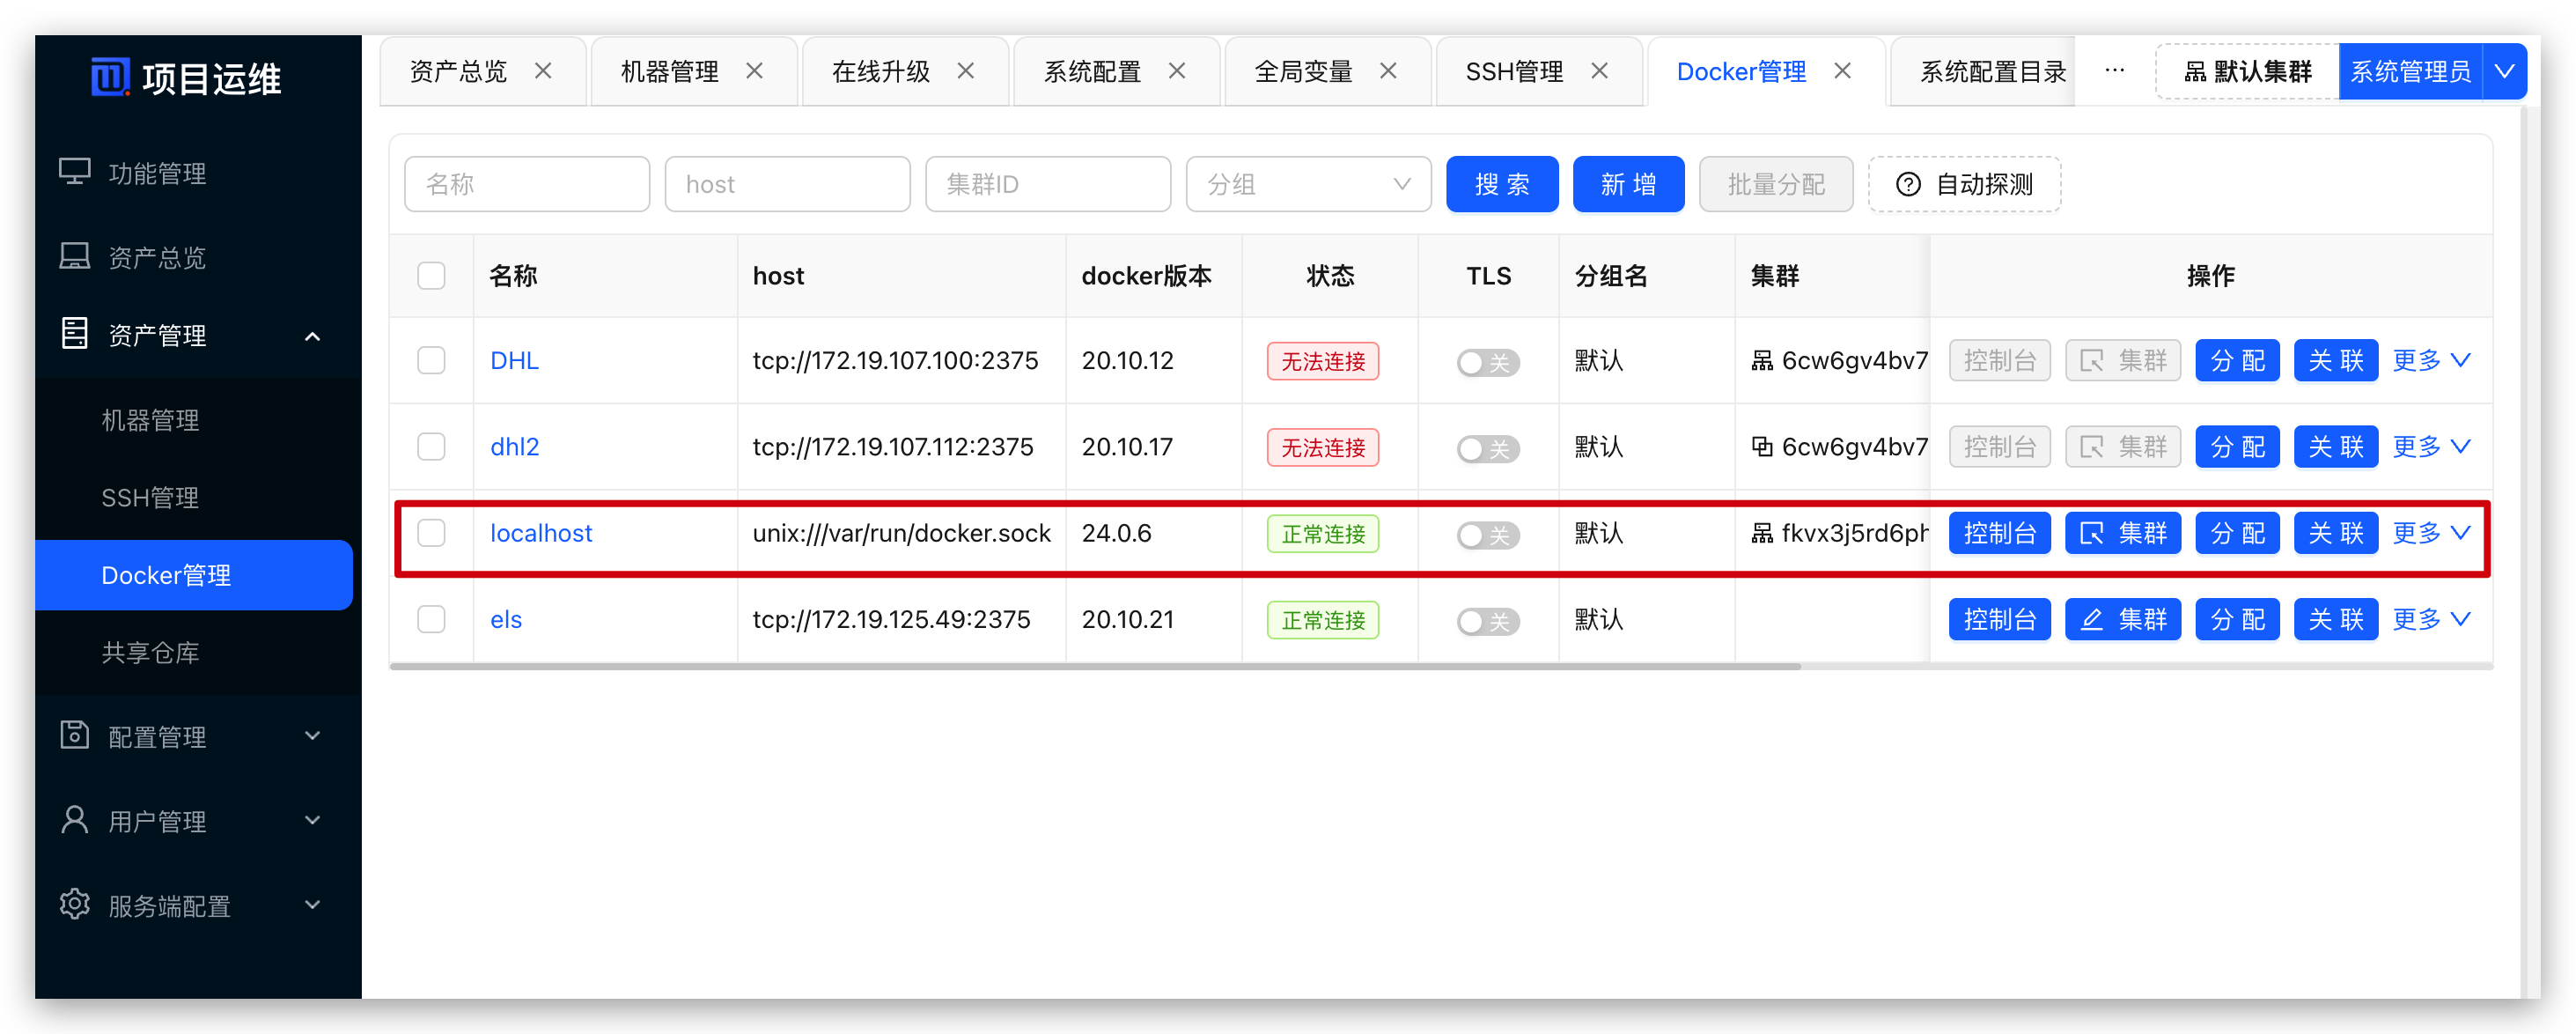 项目运维
功能管理
资产总览
资产管理
机器管理
SSH管理
Docker管理
共享仓库
配置管理
用户管理
服务端配置
资产总览 机器管理 在线升级 系统配置 全局变量 SSH管理 Docker管理 系统配置目录 ··· 默认集群 系统管理员
名称 host 集群ID 分组 搜索 新增 批量分配 自动探测
名称 host docker版本 状态 TLS 分组名 集群 操作
DHL tcp://172.19.107.100:2375 20.10.12 无法连接 关 默认 6cw6gv4bv7 控制台 集群 分配 关联 更多
dhl2 tcp://172.19.107.112:2375 20.10.17 无法连接 关 默认 6cw6gv4bv7 控制台 集群 分配 关联 更多
localhost unix:///var/run/docker.sock 24.0.6 正常连接 关 默认 fkvx3j5rd6ph 控制台 集群 分配 关联 更多
els tcp://172.19.125.49:2375 20.10.21 正常连接 关 默认 控制台 集群 分配 关联 更多